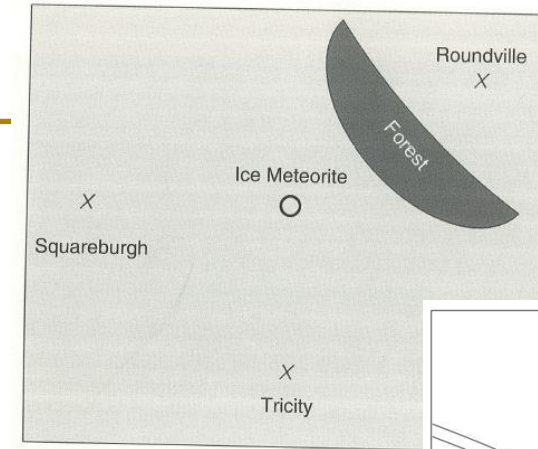 Roundville
X
Forest
Ice Meteorite
X
Squareburgh
X
Tricity